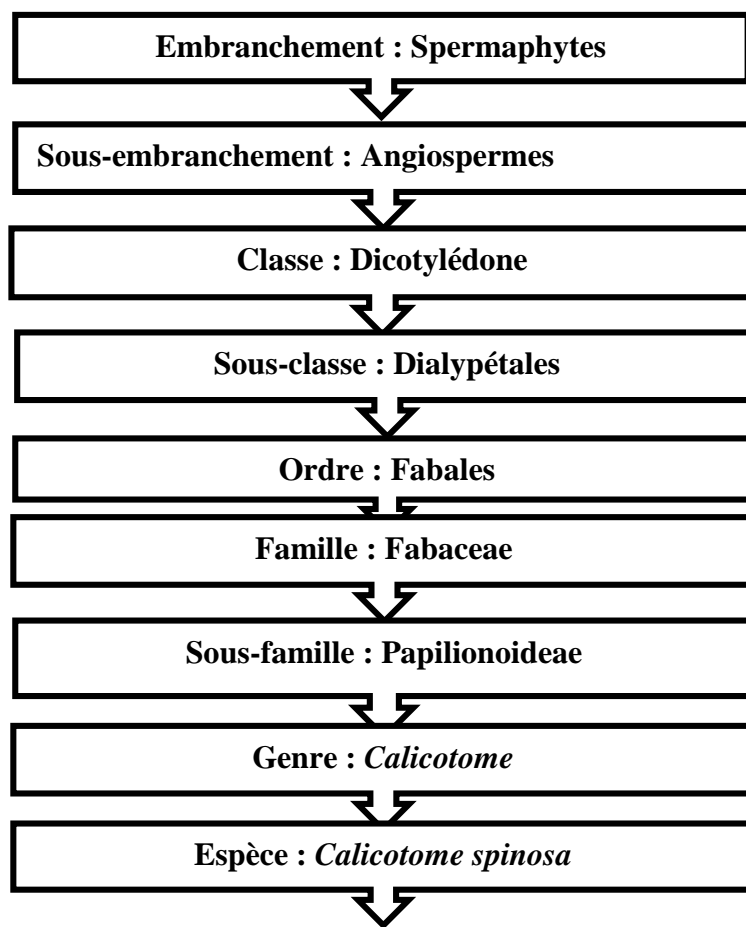 Embranchement : Spermaphytes
Sous-embranchement : Angiospermes
Classe : Dicotylédone
Sous-classe : Dialypétales
Ordre : Fabales
Famille : Fabaceae
Sous-famille : Papilionoideae
Genre : Calicotome
Espèce : Calicotome spinosa